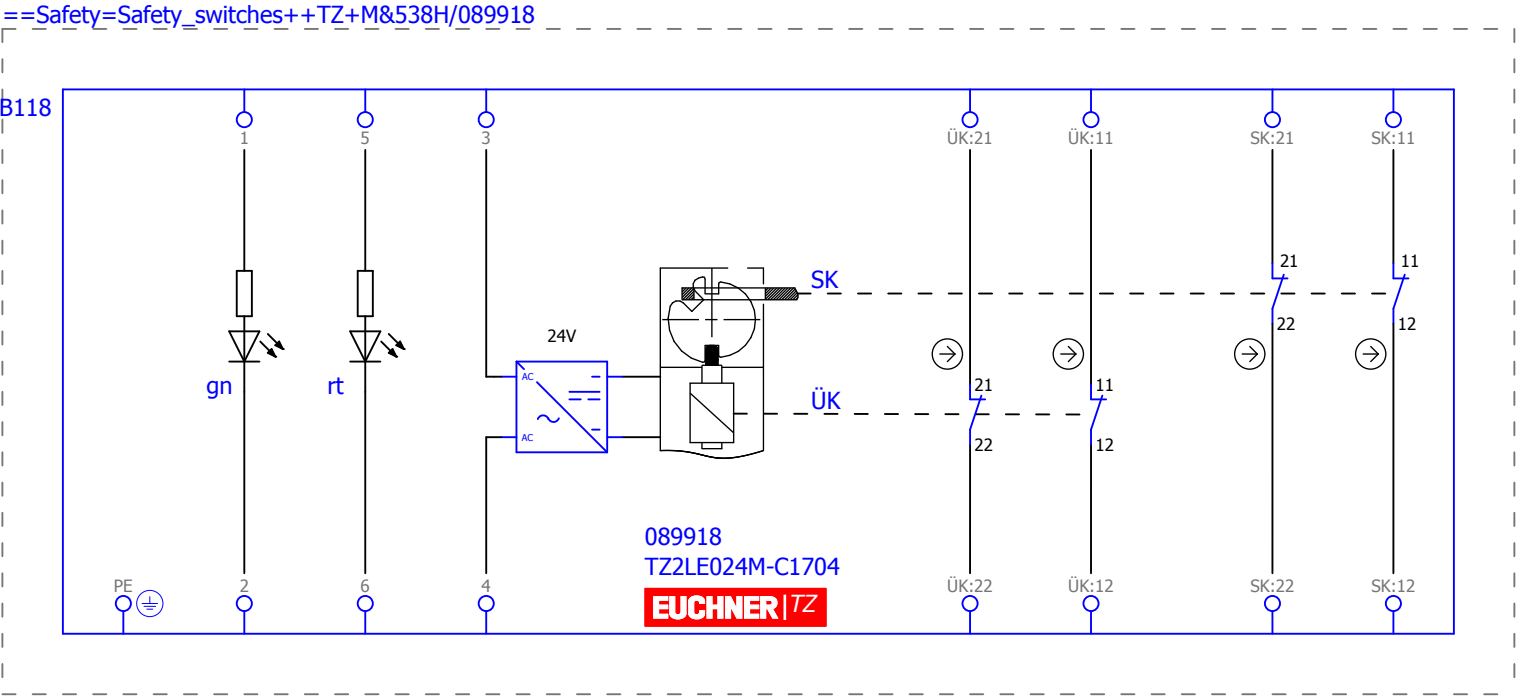 ==Safety=Safety_switches++TZ+M&538H/089918
B118
1 5 3 ÜK:21 ÜK:11 SK:21 SK:11
21 11
SK
22 12
24V
gn rt AC
21 11
ÜK
AC
22 12
089918
TZ2LE024M-C1704
PE 2 6 4 ÜK:22 ÜK:12 SK:22 SK:12
EUCHNER|TZ